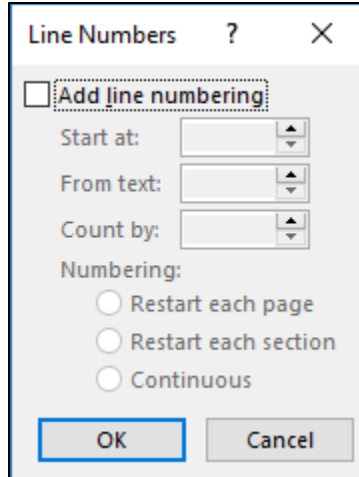 Line Numbers ?
Add line numbering
Start at:
From text:
Count by:
Numbering:
Restart each page
Restart each section
Continuous
OK Cancel